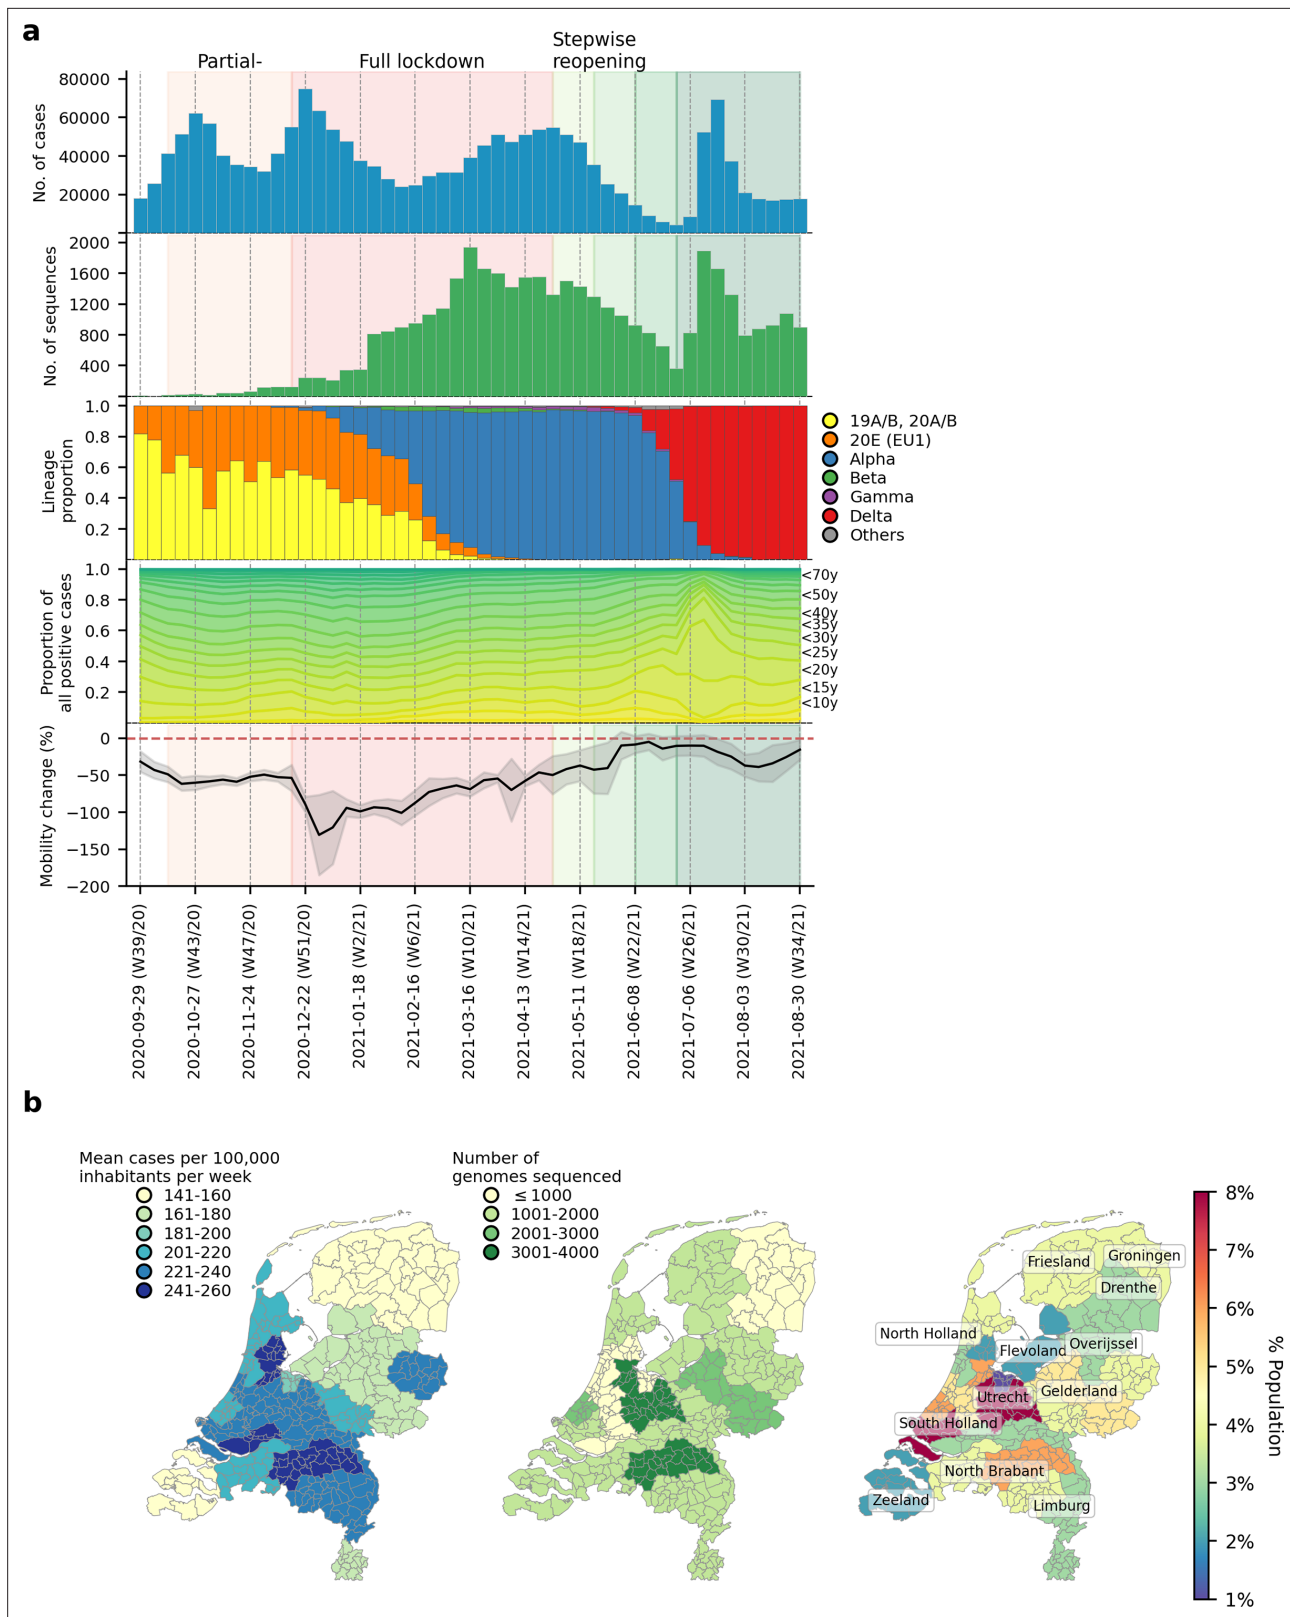 a
Partial-
Full lockdown
Stepwise
reopening
No. of cases
80000
60000
40000
20000
No. of sequences
2000
1600
1200
800
400
Lineage
proportion
1.0
0.8
0.6
0.4
0.2
19A/B, 20A/B
20E (EU1)
Alpha
Beta
Gamma
Delta
Others
Proportion of
all positive cases
1.0
0.8
0.6
0.4
0.2
<70y
<50y
<40y
<35y
<30y
<25y
<20y
<15y
<10y
Mobility change (%)
0
−50
−100
−150
−200
2020-09-29 (W39/20)
2020-10-27 (W43/20)
2020-11-24 (W47/20)
2020-12-22 (W51/20)
2021-01-18 (W2/21)
2021-02-16 (W6/21)
2021-03-16 (W10/21)
2021-04-13 (W14/21)
2021-05-11 (W18/21)
2021-06-08 (W22/21)
2021-07-06 (W26/21)
2021-08-03 (W30/21)
2021-08-30 (W34/21)
b
Mean cases per 100,000
inhabitants per week
141-160
161-180
181-200
201-220
221-240
241-260
Number of
genomes sequenced
≤1000
1001-2000
2001-3000
3001-4000
Friesland
Groningen
Drenthe
North Holland
Flevoland
Overijssel
Utrecht
Gelderland
South Holland
North Brabant
Zeeland
Limburg
8%
7%
6%
5%
4%
3%
2%
1%
% Population